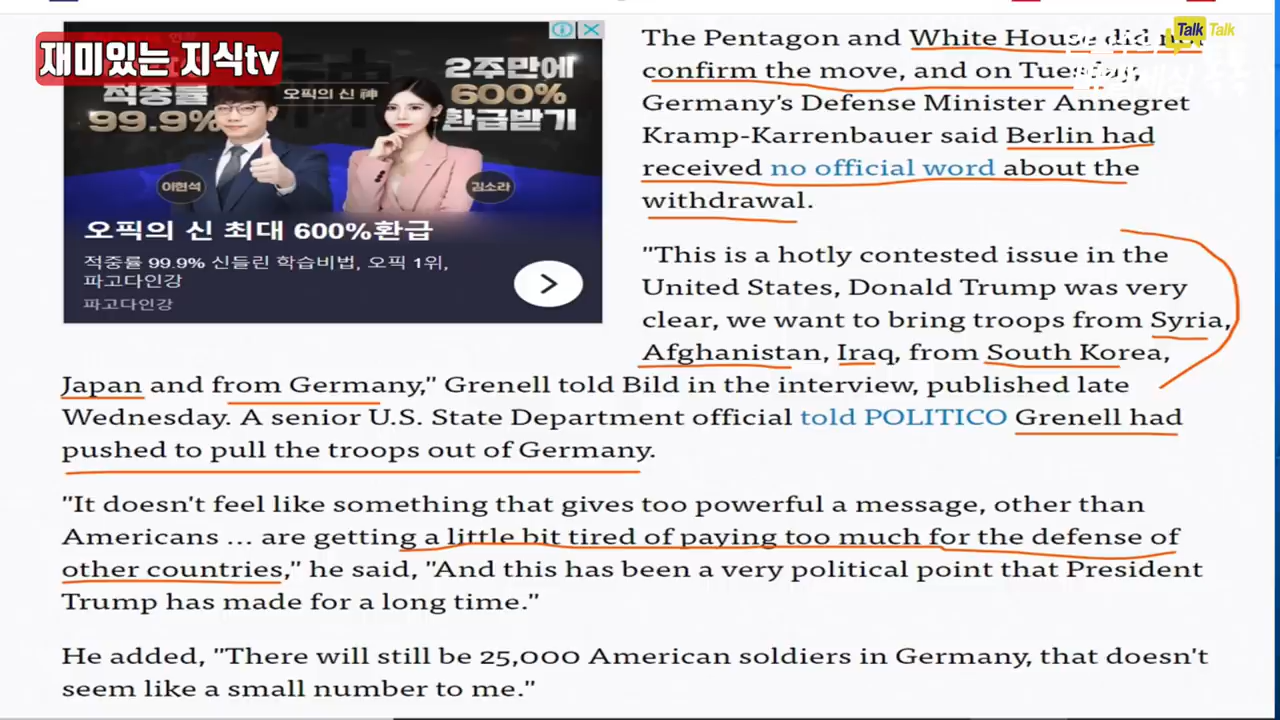 재미있는 지식tv
Talk Talk
적중률
99.9%
오픽의 신 神
2주만에
600%
환급받기
이현석
김소라
오픽의 신 최대 600%환급
적중률 99.9% 신들린 학습비법, 오픽 1위,
파고다인강
파고다인강
The Pentagon and White House did not
confirm the move, and on Tuesday,
Germany's Defense Minister Annegret
Kramp-Karrenbauer said Berlin had
received no official word about the
withdrawal.
"This is a hotly contested issue in the
United States, Donald Trump was very
clear, we want to bring troops from Syria,
Afghanistan, Iraq, from South Korea,
Japan and from Germany," Grenell told Bild in the interview, published late
Wednesday. A senior U.S. State Department official told POLITICO Grenell had
pushed to pull the troops out of Germany.
"It doesn't feel like something that gives too powerful a message, other than
Americans ... are getting a little bit tired of paying too much for the defense of
other countries," he said, "And this has been a very political point that President
Trump has made for a long time."
He added, "There will still be 25,000 American soldiers in Germany, that doesn't
seem like a small number to me."